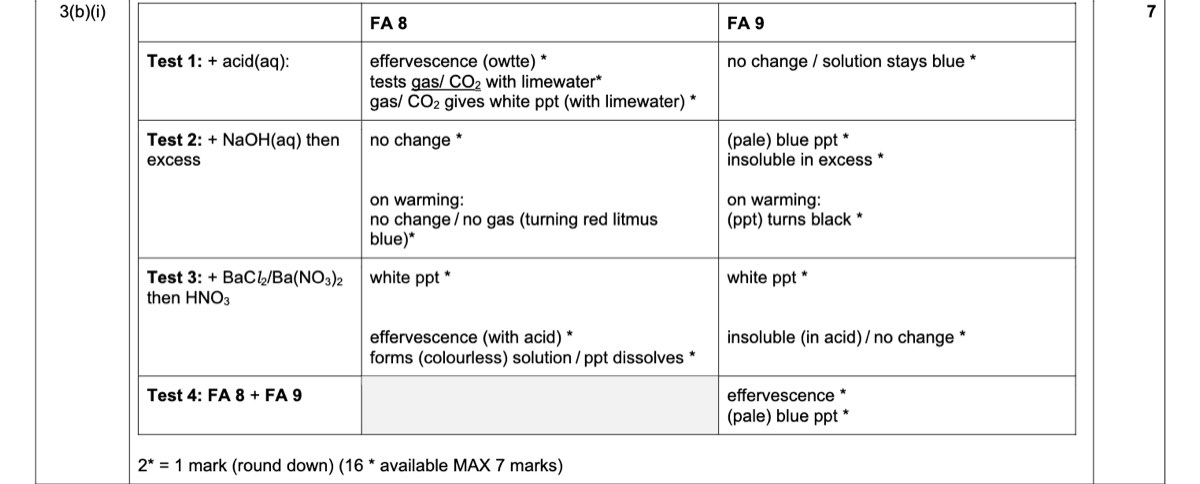 3(b)(i)
7
FA 8
FA 9
Test 1: + acid(aq):
effervescence (owtte) *
tests gas/ CO₂ with limewater*
gas/ CO₂ gives white ppt (with limewater) *
no change / solution stays blue *
Test 2: + NaOH(aq) then
excess
no change *
on warming:
no change / no gas (turning red litmus
blue)*
(pale) blue ppt *
insoluble in excess *
on warming:
(ppt) turns black *
Test 3: + BaCl₂/Ba(NO₃)₂
then HNO₃
white ppt *
effervescence (with acid) *
forms (colourless) solution / ppt dissolves *
white ppt *
insoluble (in acid) / no change *
Test 4: FA 8 + FA 9
effervescence *
(pale) blue ppt *
2* = 1 mark (round down) (16 * available MAX 7 marks)